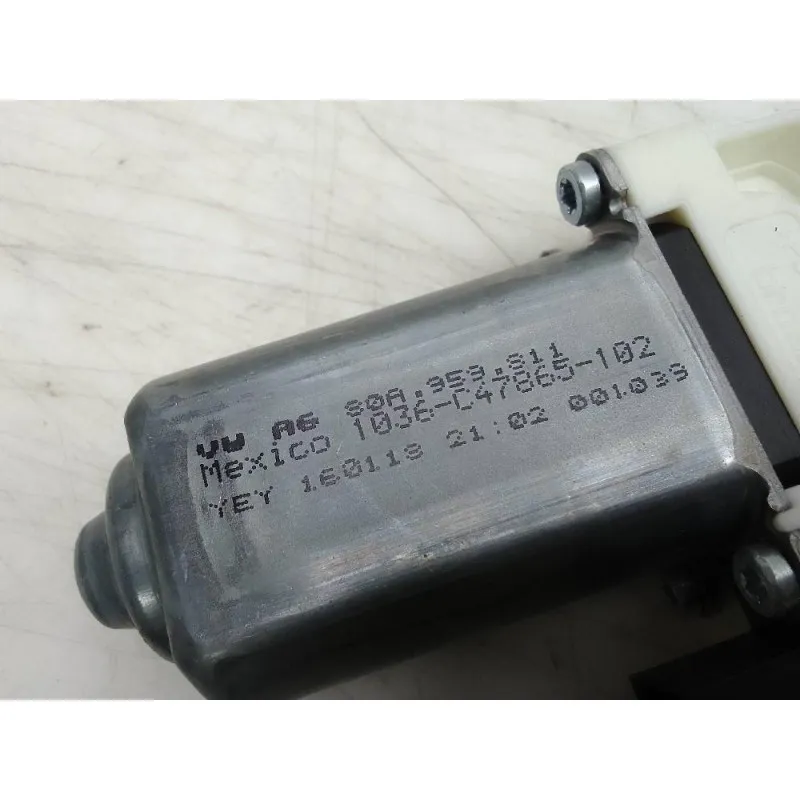 VW AG 80A.959.811
Mexico 1036-C47865-102
YEY 160118 21:02 001039